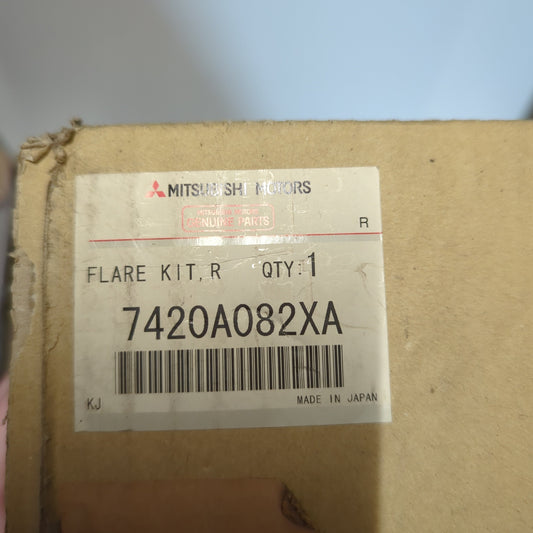 MITSUBISHI MOTORS
GENUINE PARTS
R
FLARE KIT, R QTY:1
7420A082XA
KJ MADE IN JAPAN